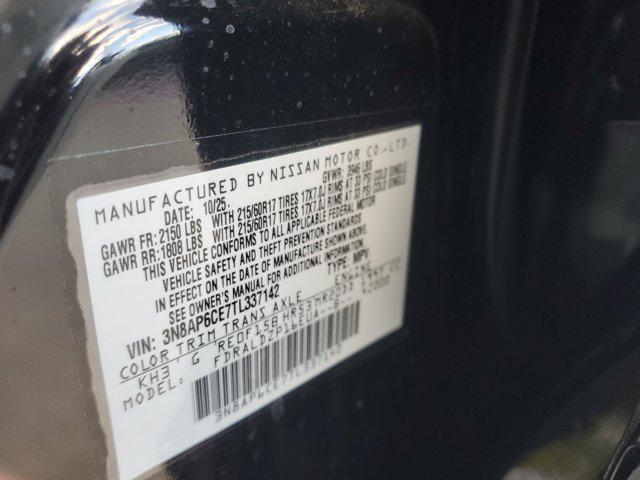 MANUFACTURED BY NISSAN MOTOR CO.,LTD.
DATE: 10/25. GVWR: 3946 LBS
GAWR FR: 2150 LBS WITH 215/60R17 TIRES 17X7.0J RIMS AT 33 PSI COLD SINGLE
GAWR RR: 1808 LBS WITH 215/60R17 TIRES 17X7.0J RIMS AT 33 PSI COLD SINGLE
THIS VEHICLE CONFORMS TO ALL APPLICABLE FEDERAL MOTOR
VEHICLE SAFETY AND THEFT PREVENTION STANDARDS
IN EFFECT ON THE DATE OF MANUFACTURE SHOWN ABOVE.
SEE OWNER'S MANUAL FOR ADDITIONAL INFORMATION.
VIN: 3N8AP6CE7TL337142 TYPE: MPV
COLOR TRIM TRANS AXLE ENGINE
KH3 G CC
MODEL:
3N8AP6CE7TL337142